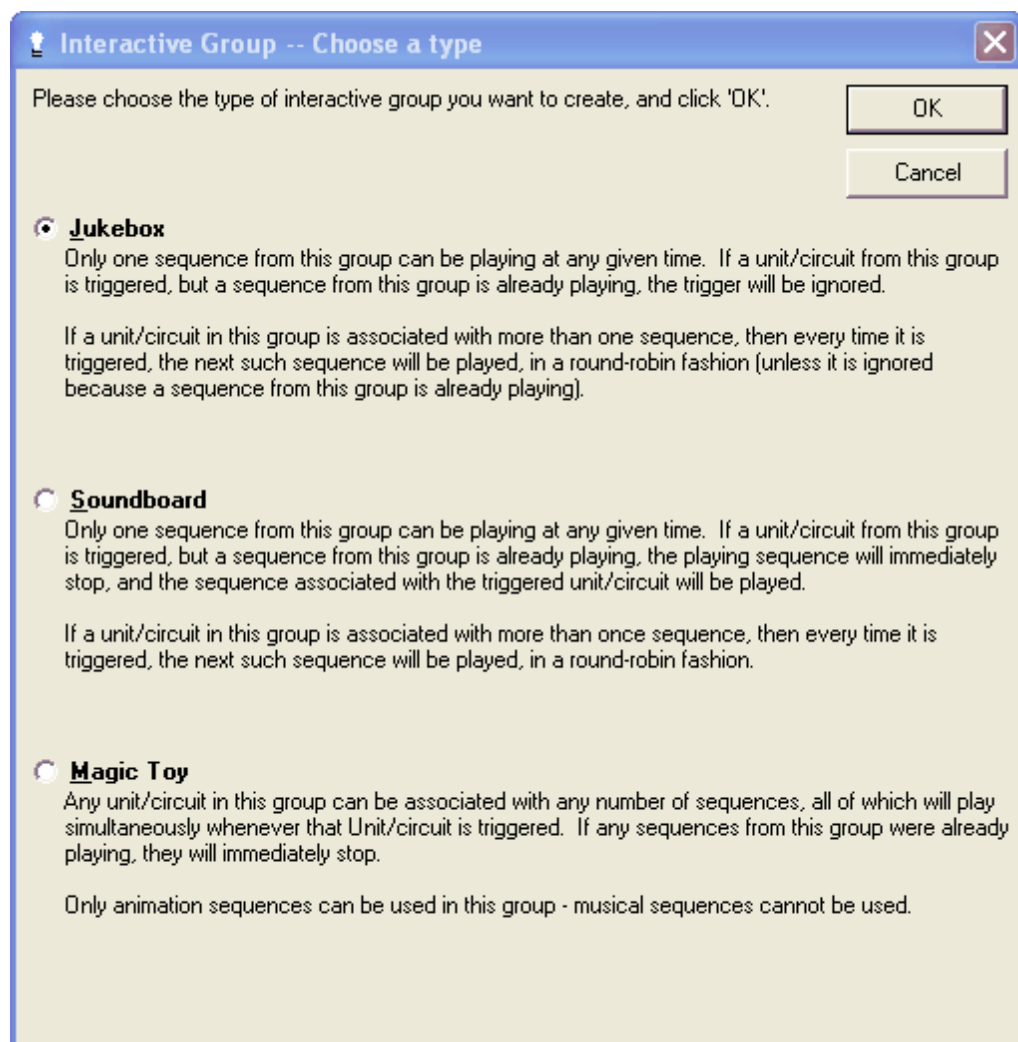 Interactive Group -- Choose a type
Please choose the type of interactive group you want to create, and click 'OK'.
OK
Cancel
Jukebox
Only one sequence from this group can be playing at any given time.  If a unit/circuit from this group
is triggered, but a sequence from this group is already playing, the trigger will be ignored.
If a unit/circuit in this group is associated with more than one sequence, then every time it is
triggered, the next such sequence will be played, in a round-robin fashion (unless it is ignored
because a sequence from this group is already playing).
Soundboard
Only one sequence from this group can be playing at any given time.  If a unit/circuit from this group
is triggered, but a sequence from this group is already playing, the playing sequence will immediately
stop, and the sequence associated with the triggered unit/circuit will be played.
If a unit/circuit in this group is associated with more than once sequence, then every time it is
triggered, the next such sequence will be played, in a round-robin fashion.
Magic Toy
Any unit/circuit in this group can be associated with any number of sequences, all of which will play
simultaneously whenever that Unit/circuit is triggered.  If any sequences from this group were already
playing, they will immediately stop.
Only animation sequences can be used in this group - musical sequences cannot be used.